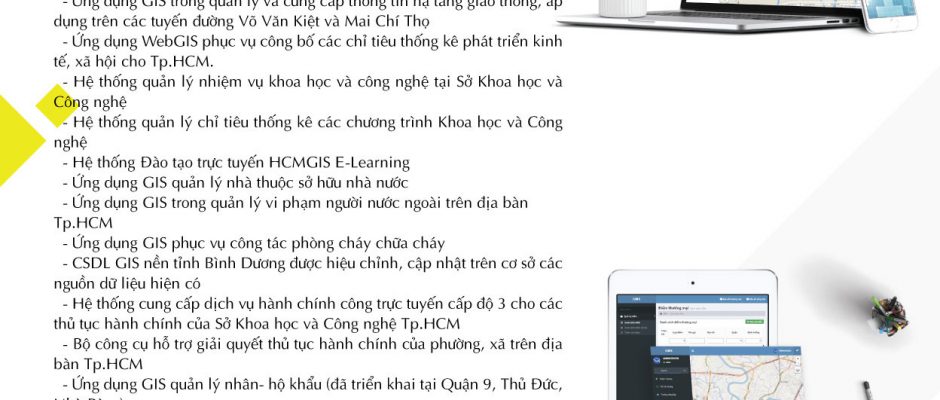 - Ứng dụng GIS trong quản lý và cung cấp thông tin hạ tầng giao thông, áp
dụng trên các tuyến đường Võ Văn Kiệt và Mai Chí Thọ
- Ứng dụng WebGIS phục vụ công bố các chỉ tiêu thống kê phát triển kinh
tế, xã hội cho Tp.HCM.
- Hệ thống quản lý nhiệm vụ khoa học và công nghệ tại Sở Khoa học và
Công nghệ
- Hệ thống quản lý chỉ tiêu thống kê các chương trình Khoa học và Công
nghệ
- Hệ thống Đào tạo trực tuyến HCMGIS E-Learning
- Ứng dụng GIS quản lý nhà thuộc sở hữu nhà nước
- Ứng dụng GIS trong quản lý vi phạm người nước ngoài trên địa bàn
Tp.HCM
- Ứng dụng GIS phục vụ công tác phòng cháy chữa cháy
- CSDL GIS nền tỉnh Bình Dương được hiệu chỉnh, cập nhật trên cơ sở các
nguồn dữ liệu hiện có
- Hệ thống cung cấp dịch vụ hành chính công trực tuyến cấp độ 3 cho các
thủ tục hành chính của Sở Khoa học và Công nghệ Tp.HCM
- Bộ công cụ hỗ trợ giải quyết thủ tục hành chính của phường, xã trên địa
bàn Tp.HCM
- Ứng dụng GIS quản lý nhân- hộ khẩu (đã triển khai tại Quận 9, Thủ Đức,